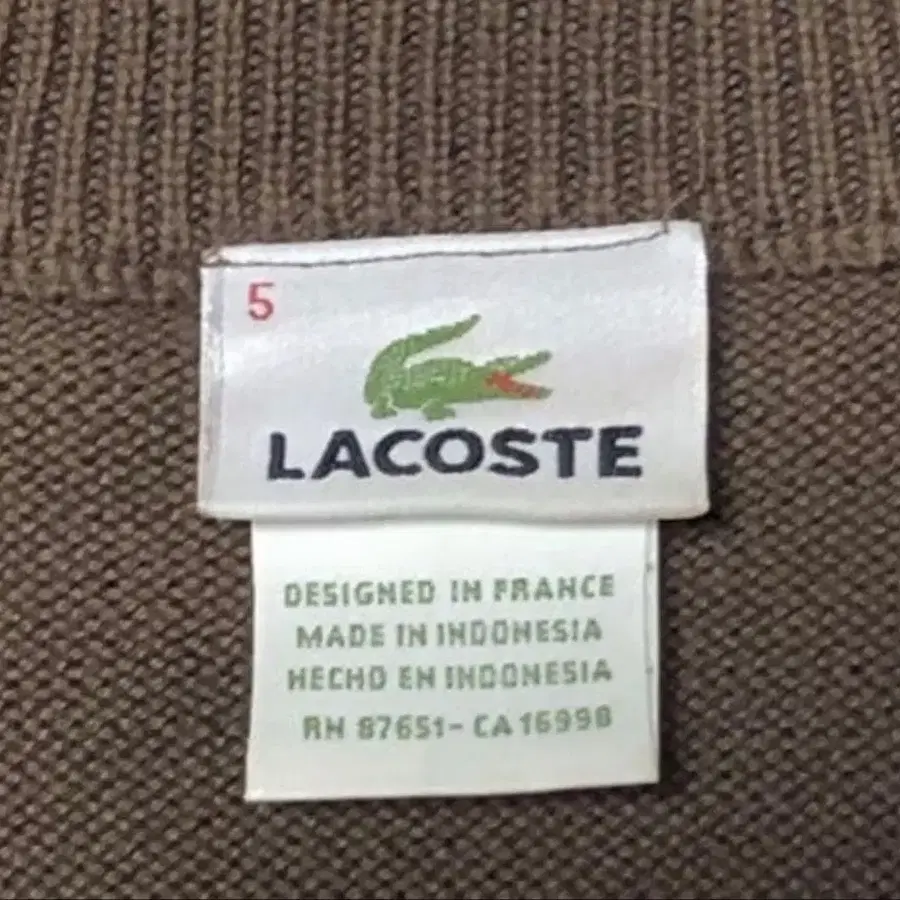 5
LACOSTE
DESIGNED IN FRANCE
MADE IN INDONESIA
HECHO EN INDONESIA
RN 87651- CA 16998